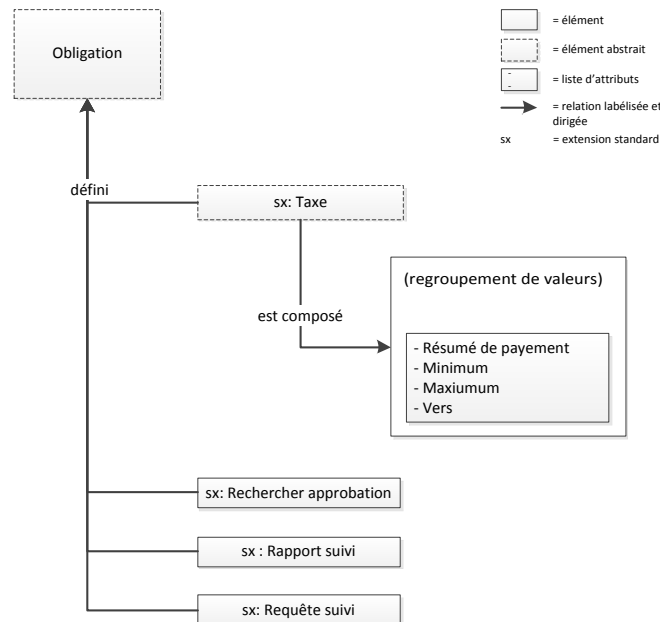 Obligation
= élément
= élément abstrait
= liste d'attributs
= relation labélisée et
dirigée
sx = extension standard
défini
sx: Taxe
(regroupement de valeurs)
est composé
- Résumé de payement
- Minimum
- Maxiumum
- Vers
sx: Rechercher approbation
sx : Rapport suivi
sx: Requête suivi